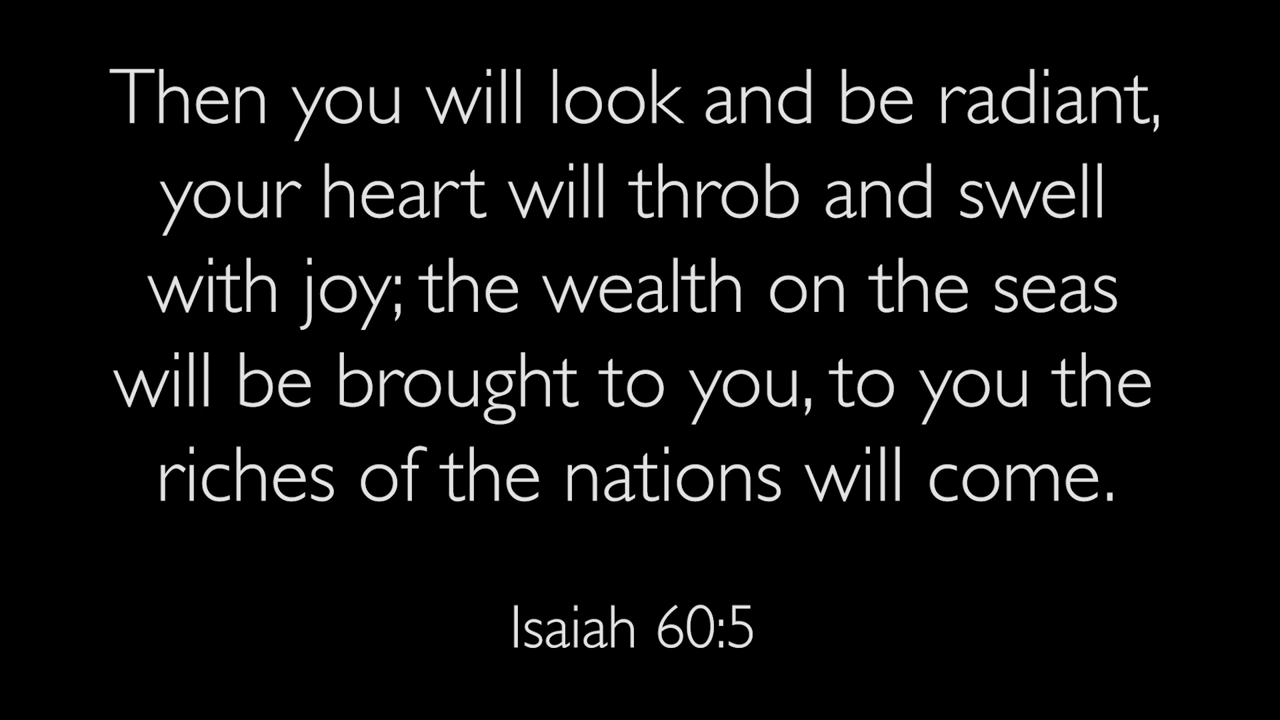 Then you will look and be radiant,
your heart will throb and swell
with joy; the wealth on the seas
will be brought to you, to you the
riches of the nations will come.
Isaiah 60:5